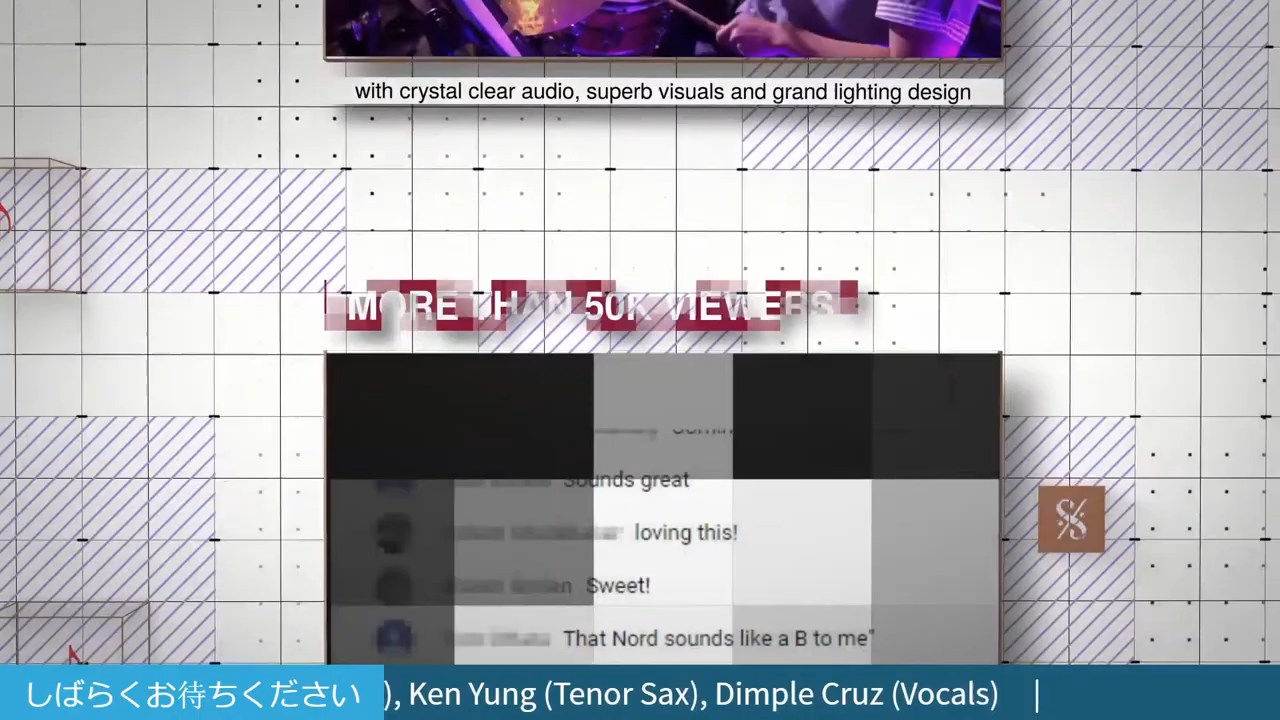 with crystal clear audio, superb visuals and grand lighting design
MORE THAN 50K VIEWERS
Sounds great
loving this!
Sweet!
That Nord sounds like a B to me"
しばらくお待ちください ), Ken Yung (Tenor Sax), Dimple Cruz (Vocals) |